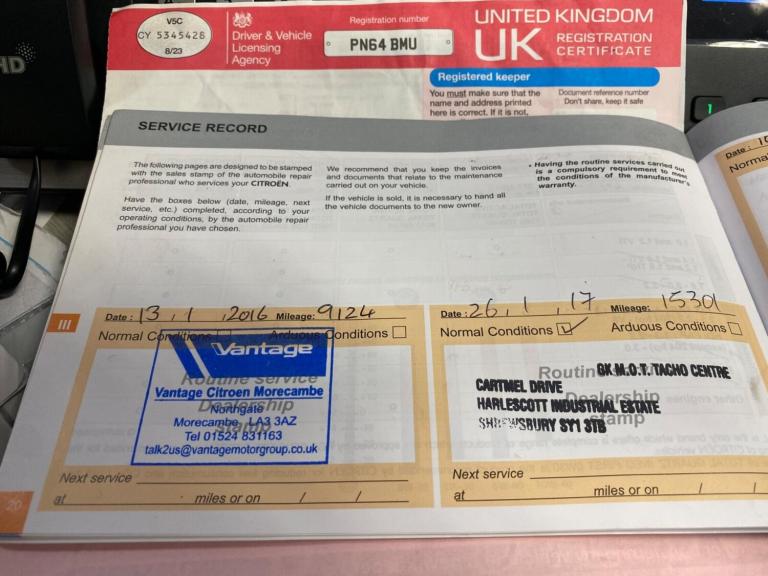 V5C
CY 5345428
8/23
Driver & Vehicle
Licensing
Agency
Registration number
PN64 BMU
UNITED KINGDOM
UK REGISTRATION
CERTIFICATE
Registered keeper
You must make sure that the
name and address printed
here is correct. If it is not,
Document reference number
Don't share, keep it safe
HD
1
SERVICE RECORD
The following pages are designed to be stamped
with the sales stamp of the automobile repair
professional who services your CITROËN.
Have the boxes below (date, mileage, next
service, etc.) completed, according to your
operating conditions, by the automobile repair
professional you have chosen.
We recommend that you keep the invoices
and documents that relate to the maintenance
carried out on your vehicle.
If the vehicle is sold, it is necessary to hand all
the vehicle documents to the new owner.
• Having the routine services carried out
is a compulsory requirement to meet
the conditions of the manufacturer's
warranty.
III
Date: 13 / 1 / 2016 Mileage: 9124
Normal Conditions Arduous Conditions
Routine Service
Dealership
Stamp
Vantage
Vantage Citroen Morecambe
Northgate
Morecambe LA3 3AZ
Tel 01524 831163
talk2us@vantagemotorgroup.co.uk
Next service
at miles or on / /
Date: 26 / 1 / 17 Mileage: 15301
Normal Conditions Arduous Conditions
GK M.O.T. TACHO CENTRE
CARTMEL DRIVE
HARLESCOTT INDUSTRIAL ESTATE
SHREWSBURY SY1 3TB
Next service
at miles or on / /
Date:
Normal
20